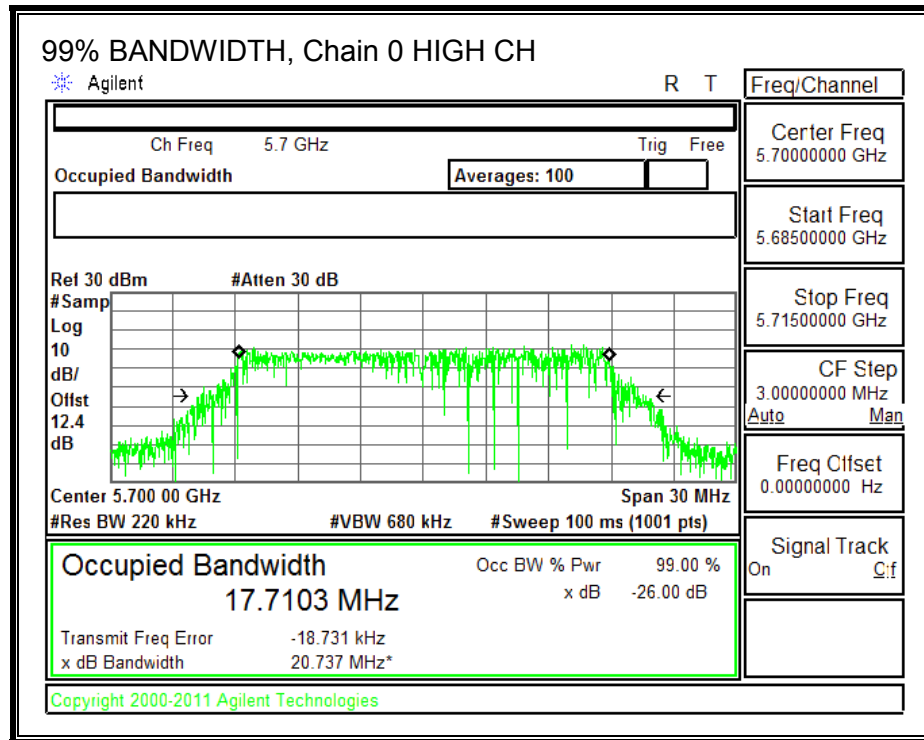 99% BANDWIDTH, Chain 0 HIGH CH
Agilent R T
Freq/Channel
Ch Freq 5.7 GHz Trig Free
Occupied Bandwidth Averages: 100
Center Freq
5.70000000 GHz
Start Freq
5.68500000 GHz
Stop Freq
5.71500000 GHz
CF Step
3.00000000 MHz
Auto Man
Freq Offset
0.00000000 Hz
Signal Track
On Off
Ref 30 dBm #Atten 30 dB
#Samp
Log
10
dB/
Offst
12.4
dB
Center 5.700 00 GHz Span 30 MHz
#Res BW 220 kHz #VBW 680 kHz #Sweep 100 ms (1001 pts)
Occupied Bandwidth Occ BW % Pwr 99.00 %
17.7103 MHz x dB -26.00 dB
Transmit Freq Error -18.731 kHz
x dB Bandwidth 20.737 MHz*
Copyright 2000-2011 Agilent Technologies